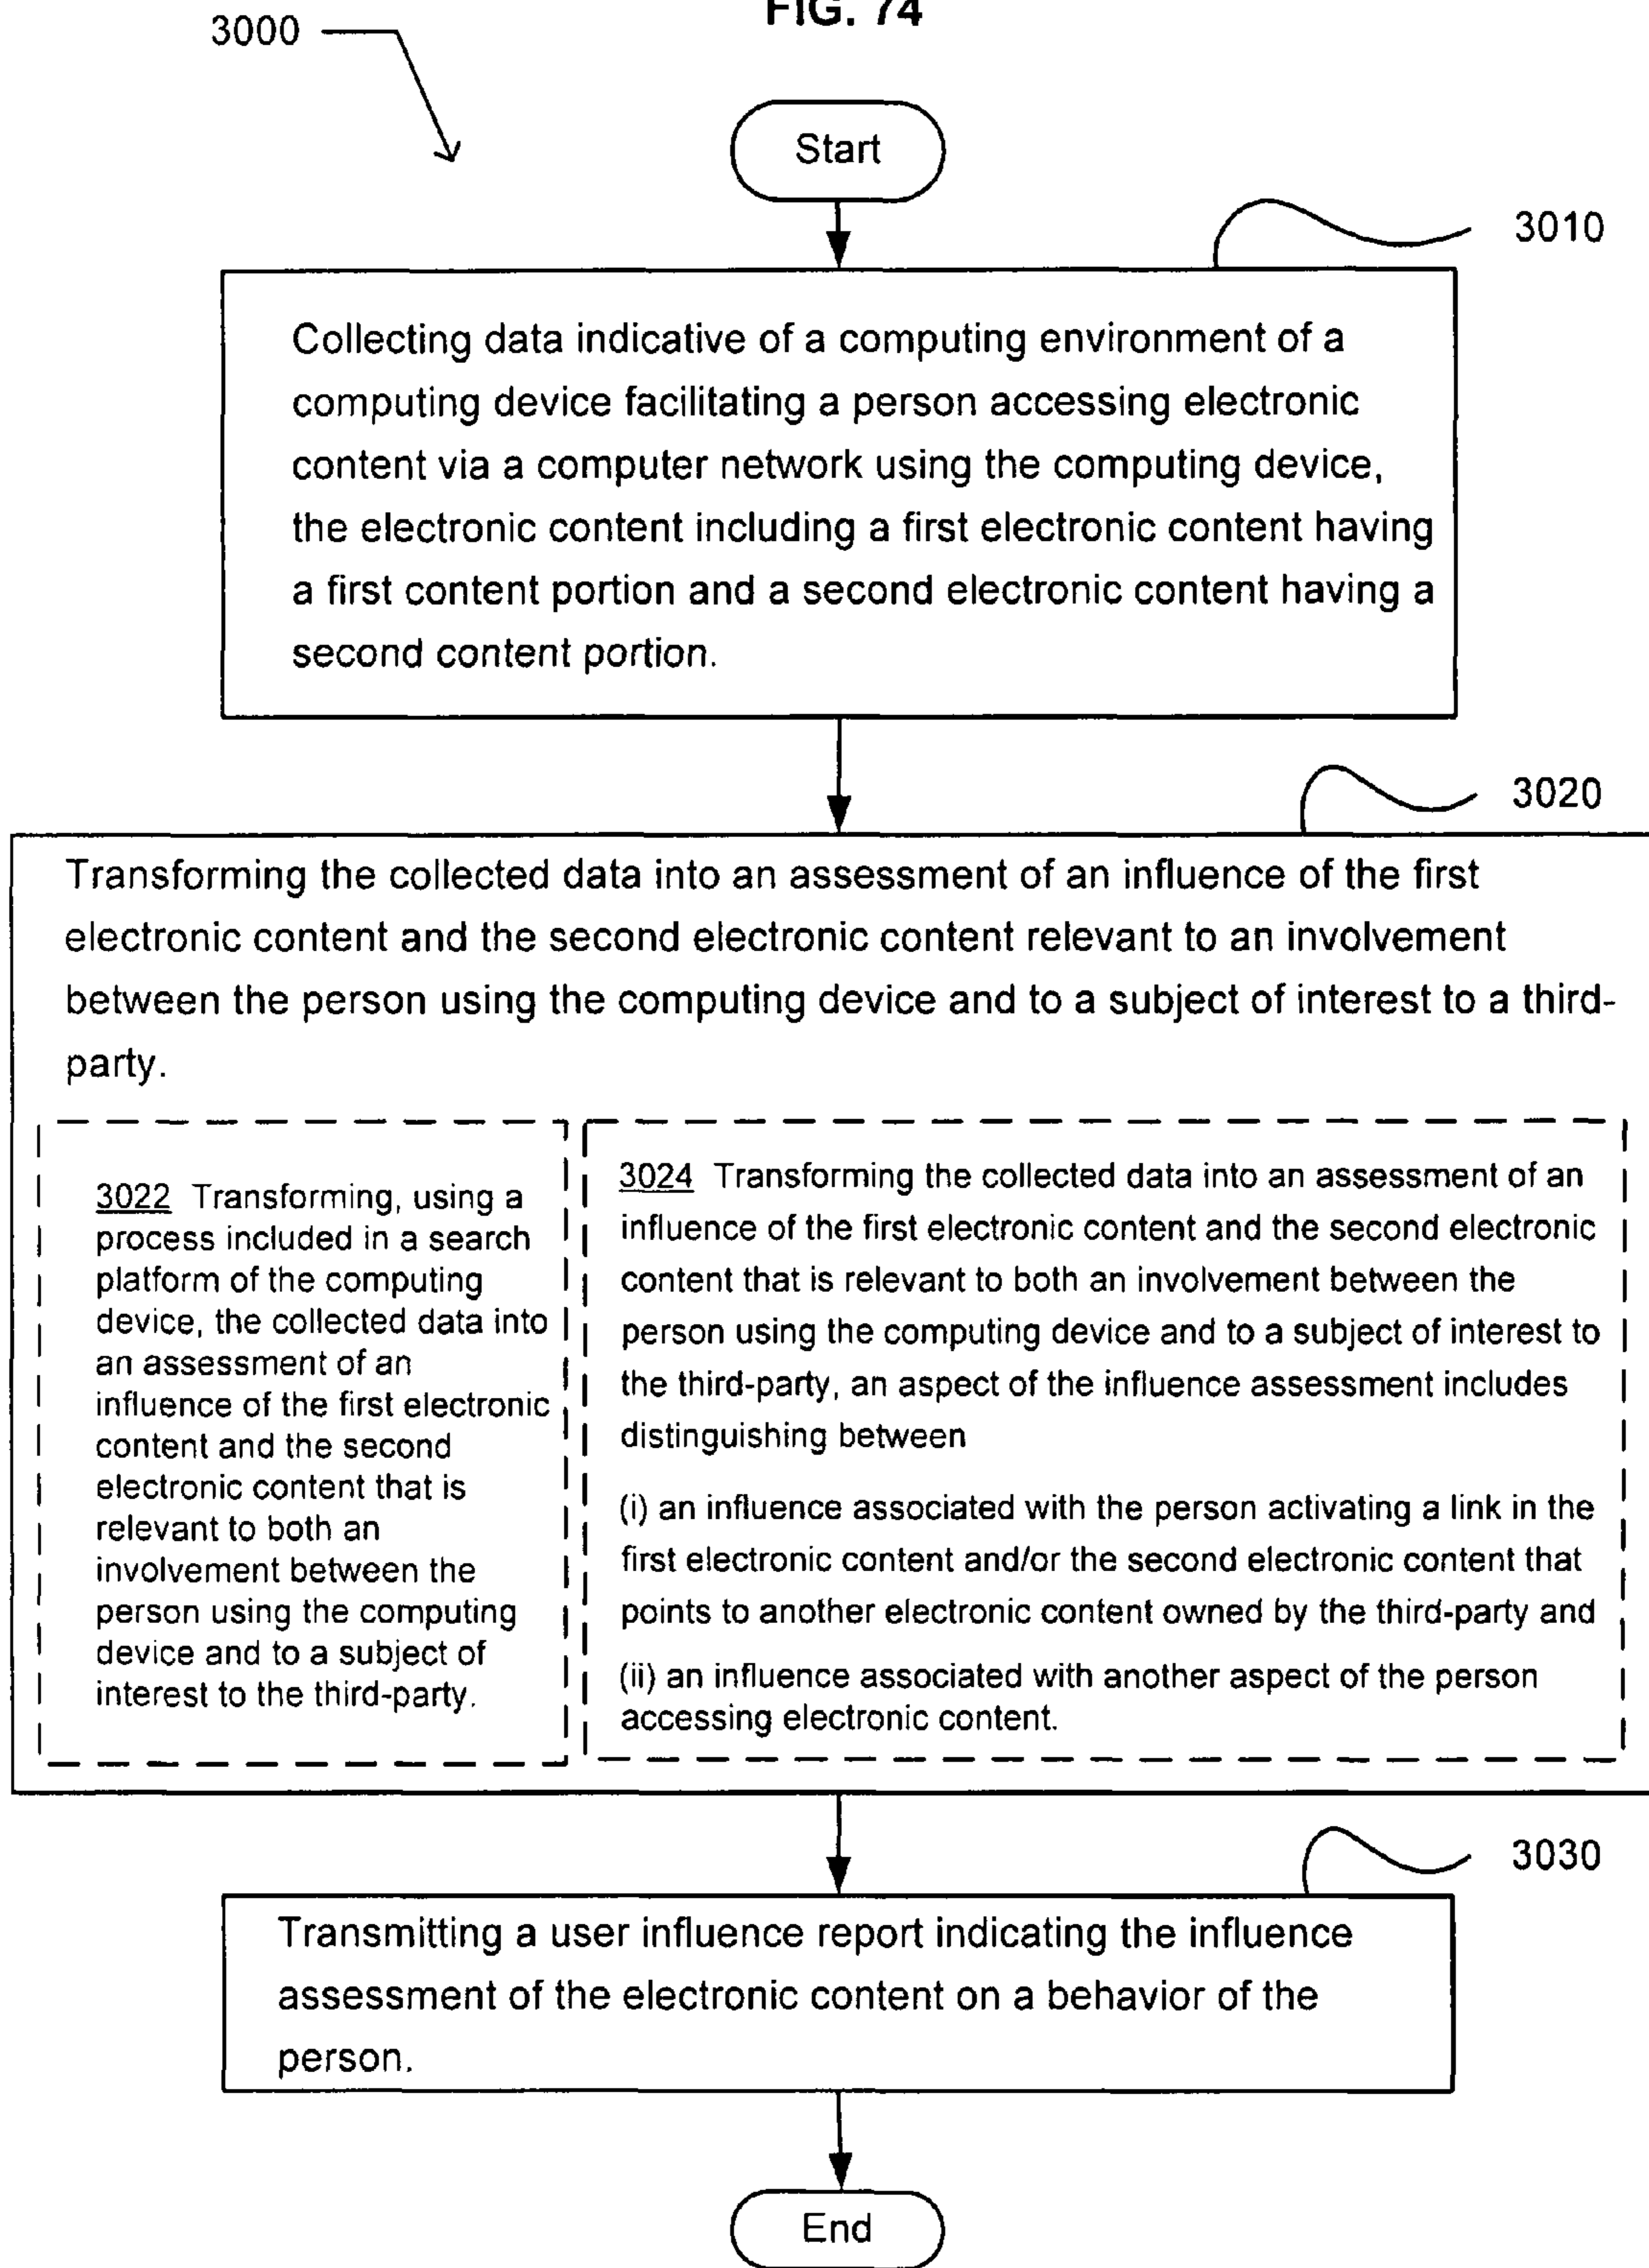 FIG. 74
3000
Start
3010
Collecting data indicative of a computing environment of a
computing device facilitating a person accessing electronic
content via a computer network using the computing device,
the electronic content including a first electronic content having
a first content portion and a second electronic content having a
second content portion.
3020
Transforming the collected data into an assessment of an influence of the first
electronic content and the second electronic content relevant to an involvement
between the person using the computing device and to a subject of interest to a third-
party.
3022 Transforming, using a
process included in a search
platform of the computing
device, the collected data into
an assessment of an
influence of the first electronic
content and the second
electronic content that is
relevant to both an
involvement between the
person using the computing
device and to a subject of
interest to the third-party.
3024 Transforming the collected data into an assessment of an
influence of the first electronic content and the second electronic
content that is relevant to both an involvement between the
person using the computing device and to a subject of interest to
the third-party, an aspect of the influence assessment includes
distinguishing between
(i) an influence associated with the person activating a link in the
first electronic content and/or the second electronic content that
points to another electronic content owned by the third-party and
(ii) an influence associated with another aspect of the person
accessing electronic content.
3030
Transmitting a user influence report indicating the influence
assessment of the electronic content on a behavior of the
person.
End